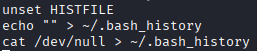 unset HISTFILE
echo "" > ~/.bash_history
cat /dev/null > ~/.bash_history